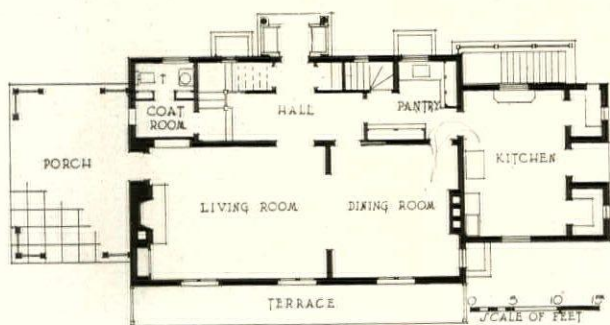 T
COAT
ROOM
HALL
PANTRY
PORCH
KITCHEN
LIVING ROOM
DINING ROOM
TERRACE
0 5 10 15
SCALE OF FEET